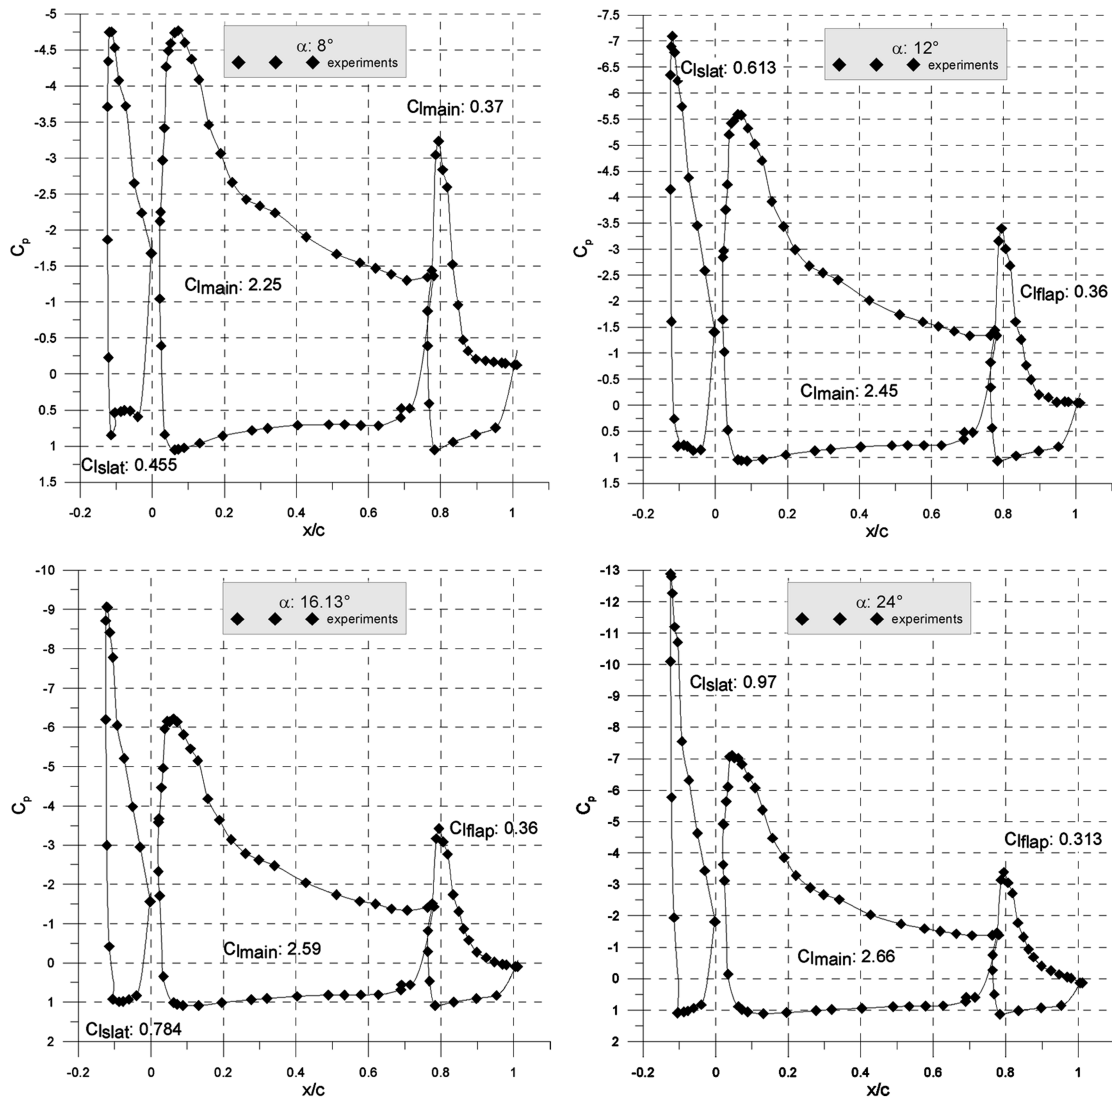 -5
-4.5
-4
-3.5
-3
-2.5
-2
-1.5
-1
-0.5
0
0.5
1
1.5
Cp
α: 8°
experiments
Clmain: 0.37
Clmain: 2.25
Clslat: 0.455
-0.2 0 0.2 0.4 0.6 0.8 1
x/c
-7.5
-7
-6.5
-6
-5.5
-5
-4.5
-4
-3.5
-3
-2.5
-2
-1.5
-1
-0.5
0
0.5
1
1.5
Cp
α: 12°
experiments
Clslat: 0.613
Clflap: 0.36
Clmain: 2.45
-0.2 0 0.2 0.4 0.6 0.8 1
x/c
-10
-9
-8
-7
-6
-5
-4
-3
-2
-1
0
1
2
Cp
α: 16.13°
experiments
Clflap: 0.36
Clmain: 2.59
Clslat: 0.784
-0.2 0 0.2 0.4 0.6 0.8 1
x/c
-13
-12
-11
-10
-9
-8
-7
-6
-5
-4
-3
-2
-1
0
1
2
Cp
α: 24°
experiments
Clslat: 0.97
Clflap: 0.313
Clmain: 2.66
-0.2 0 0.2 0.4 0.6 0.8 1
x/c